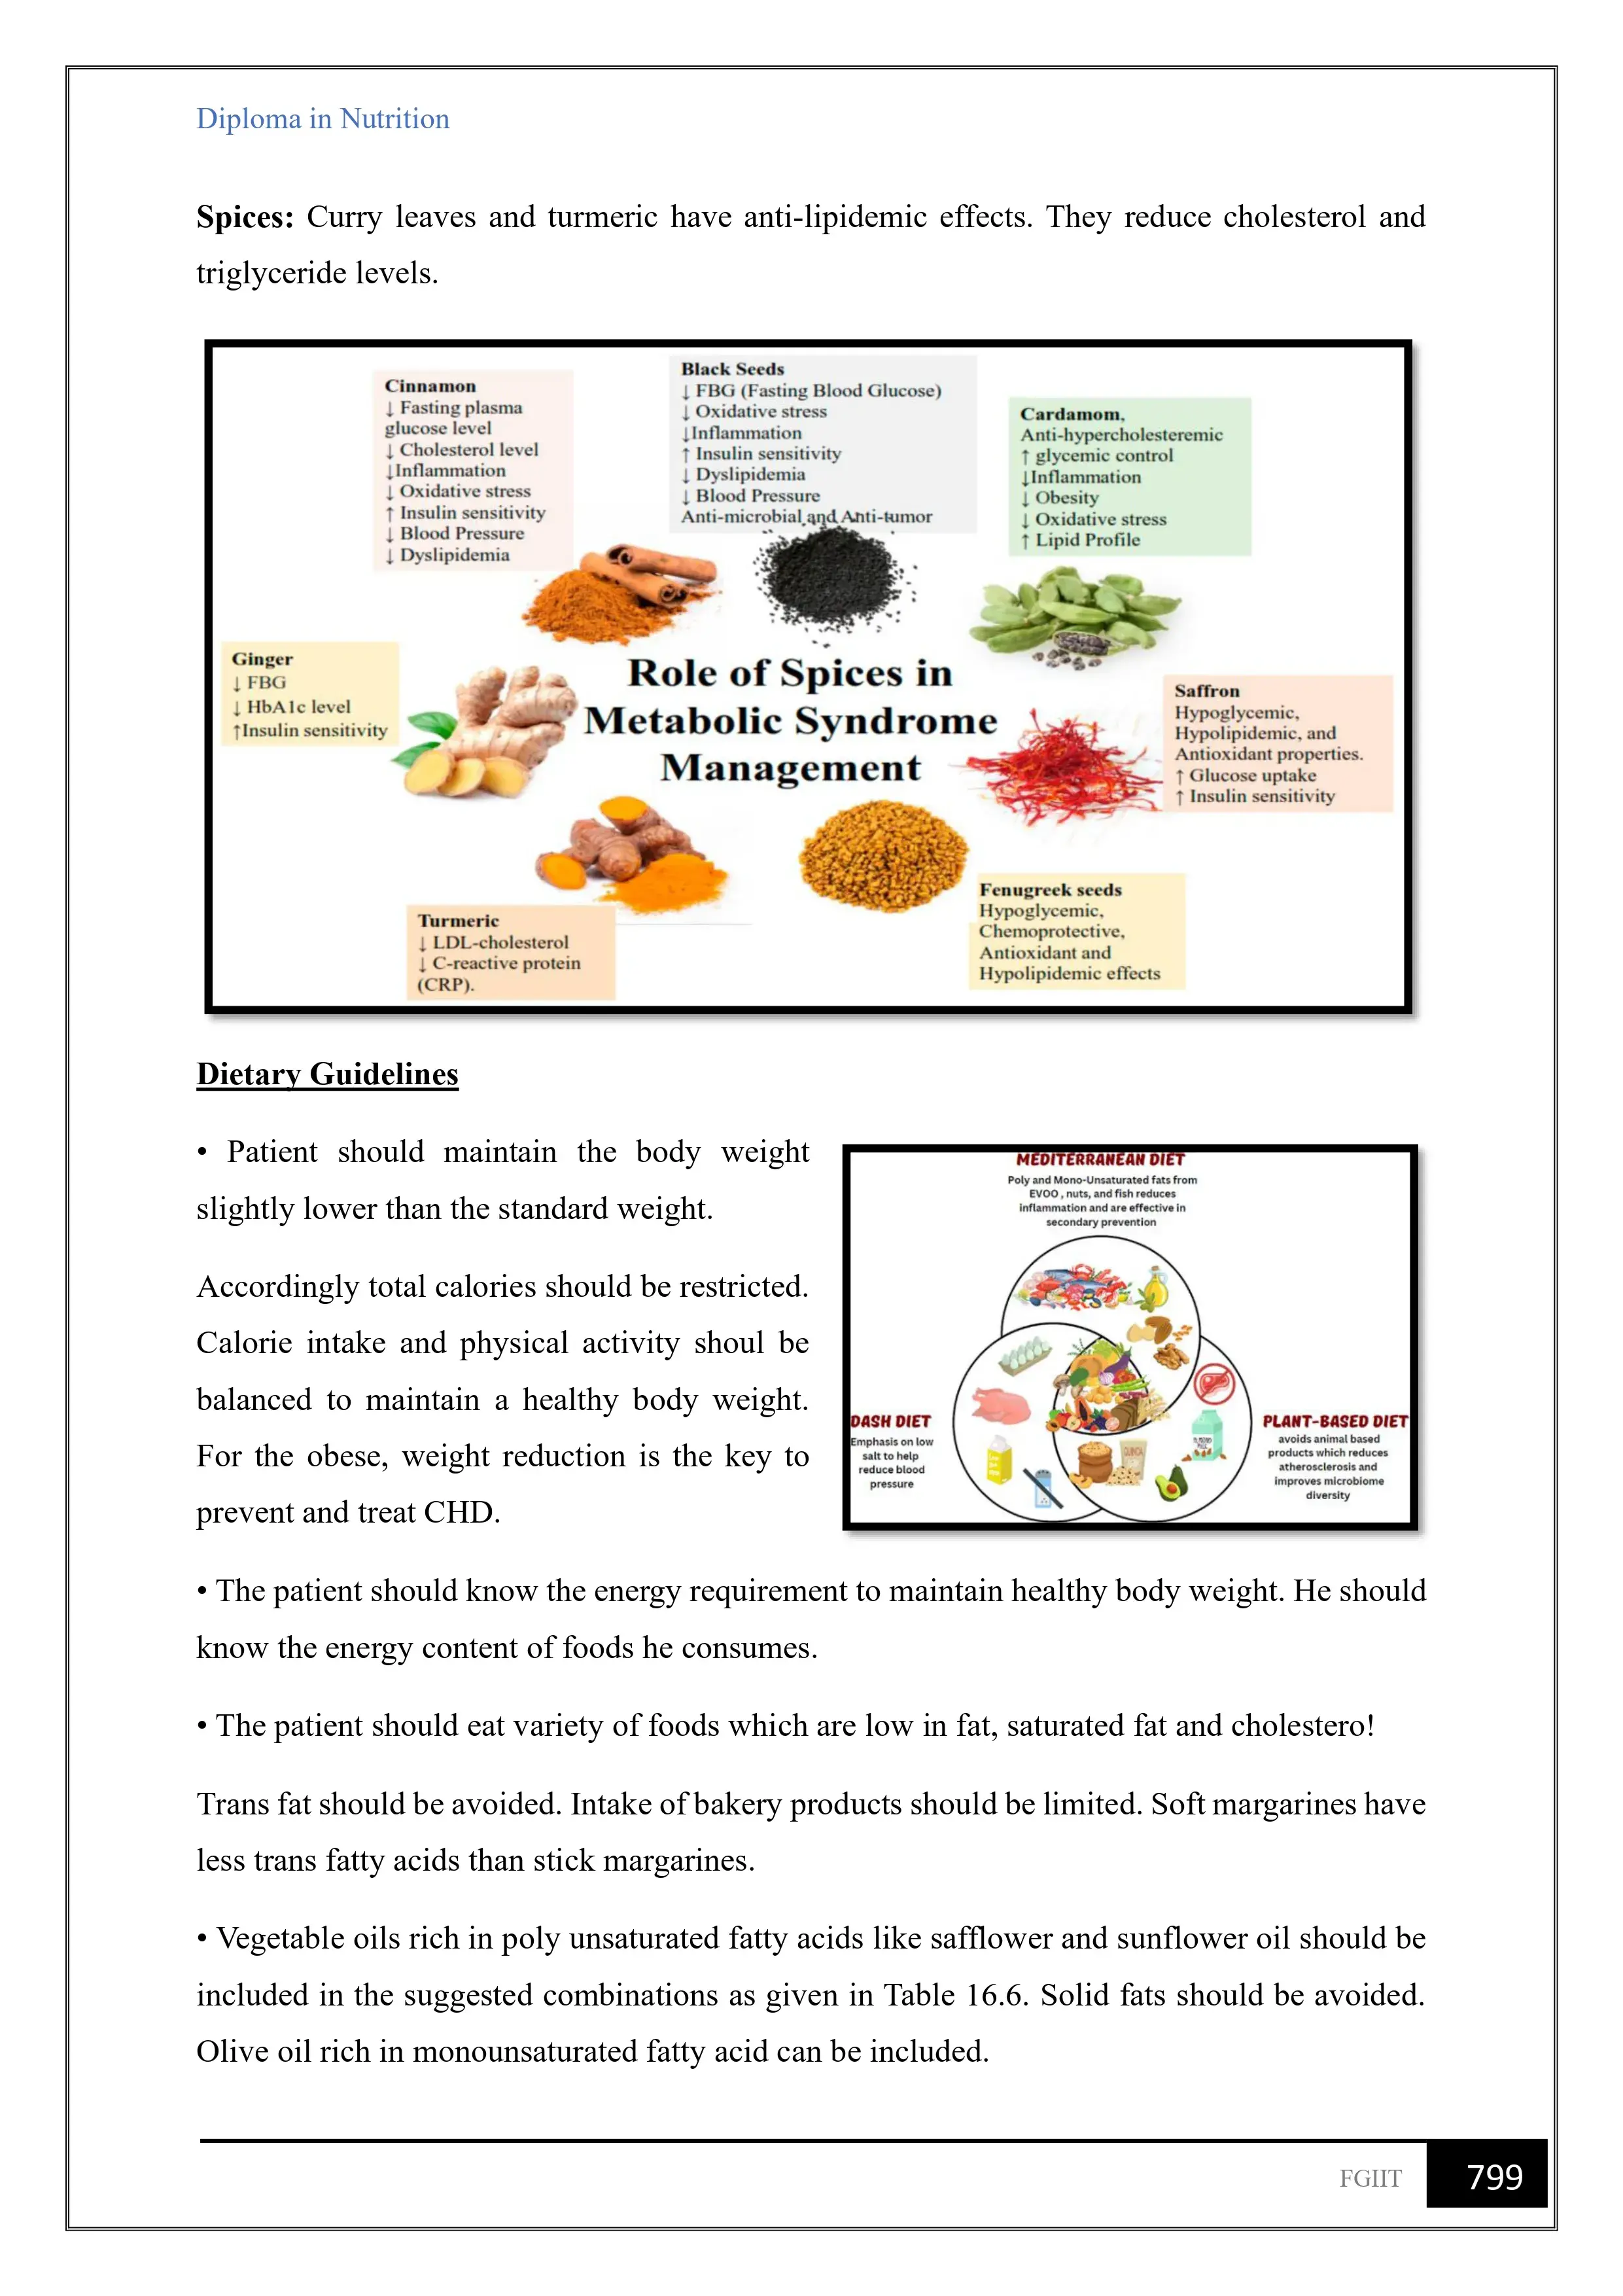 Diploma in Nutrition
Spices: Curry leaves and turmeric have anti-lipidemic effects. They reduce cholesterol and
triglyceride levels.
Cinnamon
↓ Fasting plasma
glucose level
↓ Cholesterol level
↓Inflammation
↓ Oxidative stress
↑ Insulin sensitivity
↓ Blood Pressure
↓ Dyslipidemia
Black Seeds
↓ FBG (Fasting Blood Glucose)
↓ Oxidative stress
↓Inflammation
↑ Insulin sensitivity
↓ Dyslipidemia
↓ Blood Pressure
Anti-microbial and Anti-tumor
Cardamom,
Anti-hypercholesteremic
↑ glycemic control
↓Inflammation
↓ Obesity
↓ Oxidative stress
↑ Lipid Profile
Ginger
↓ FBG
↓ HbA1c level
↑Insulin sensitivity
Role of Spices in
Metabolic Syndrome
Management
Saffron
Hypoglycemic,
Hypolipidemic, and
Antioxidant properties.
↑ Glucose uptake
↑ Insulin sensitivity
Turmeric
↓ LDL-cholesterol
↓ C-reactive protein
(CRP).
Fenugreek seeds
Hypoglycemic,
Chemoprotective,
Antioxidant and
Hypolipidemic effects
Dietary Guidelines
• Patient should maintain the body weight
slightly lower than the standard weight.
Accordingly total calories should be restricted.
Calorie intake and physical activity shoul be
balanced to maintain a healthy body weight.
For the obese, weight reduction is the key to
prevent and treat CHD.
MEDITERRANEAN DIET
Poly and Mono-Unsaturated fats from
EVOO , nuts, and fish reduces
inflammation and are effective in
secondary prevention
DASH DIET
Emphasis on low
salt to help
reduce blood
pressure
QUINOA
PLANT-BASED DIET
avoids animal based
products which reduces
atherosclerosis and
improves microbiome
diversity
• The patient should know the energy requirement to maintain healthy body weight. He should
know the energy content of foods he consumes.
• The patient should eat variety of foods which are low in fat, saturated fat and cholestero!
Trans fat should be avoided. Intake of bakery products should be limited. Soft margarines have
less trans fatty acids than stick margarines.
• Vegetable oils rich in poly unsaturated fatty acids like safflower and sunflower oil should be
included in the suggested combinations as given in Table 16.6. Solid fats should be avoided.
Olive oil rich in monounsaturated fatty acid can be included.
FGIIT
799